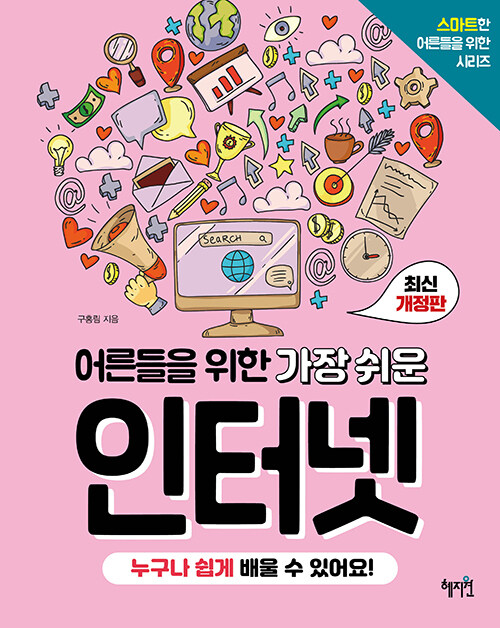 스마트한
어른들을 위한
시리즈
SEARCH
최신
개정판
구홍림 지음
어른들을 위한 가장 쉬운
인터넷
누구나 쉽게 배울 수 있어요!
혜지원